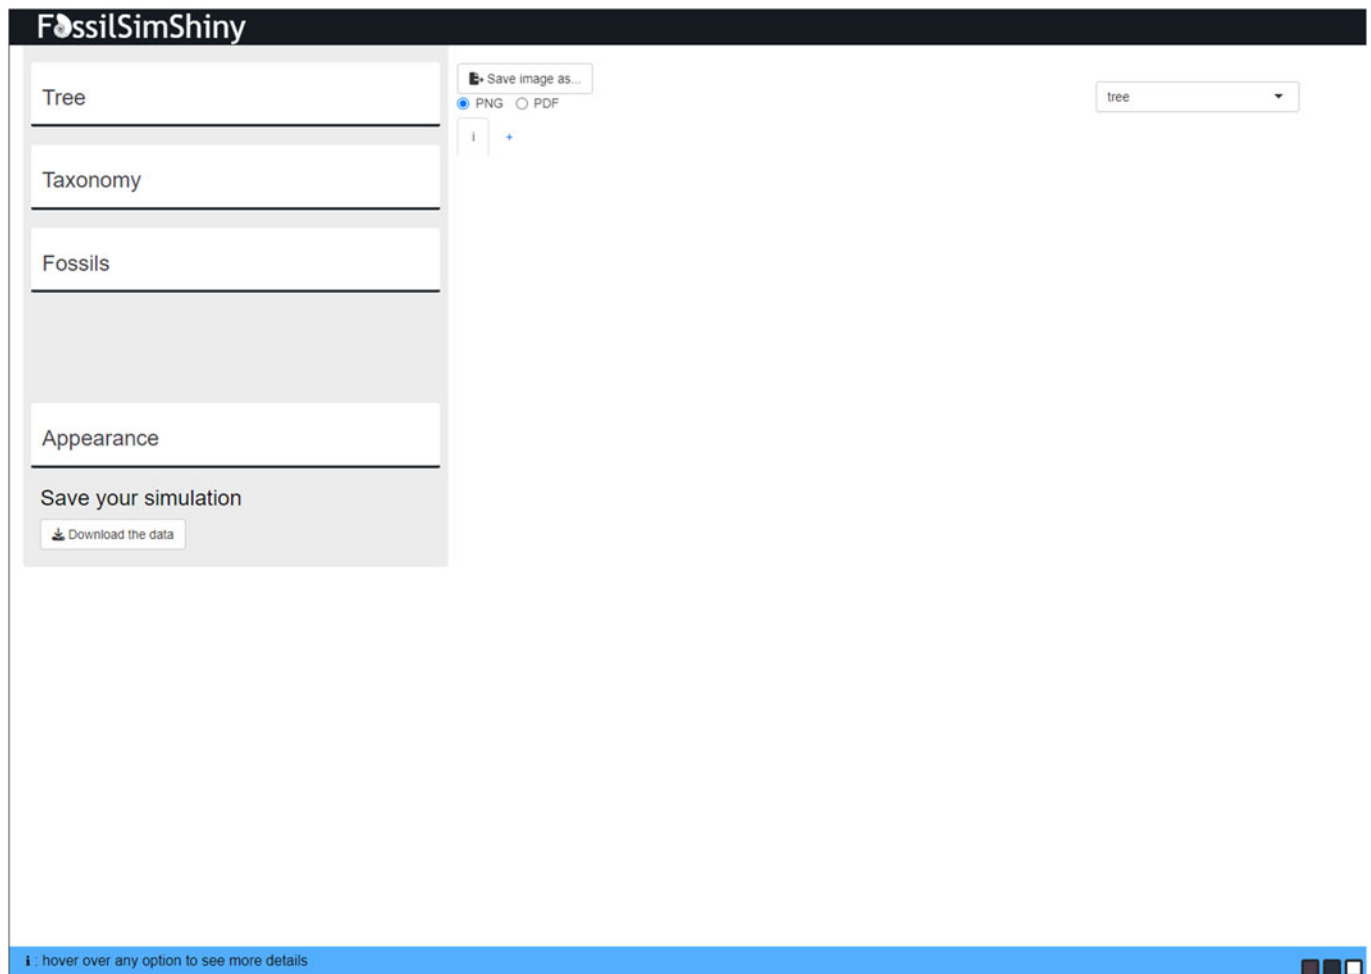 FossilSimShiny
Tree
Taxonomy
Fossils
Appearance
Save your simulation
Download the data
Save image as...
PNG PDF
i +
tree
i : hover over any option to see more details